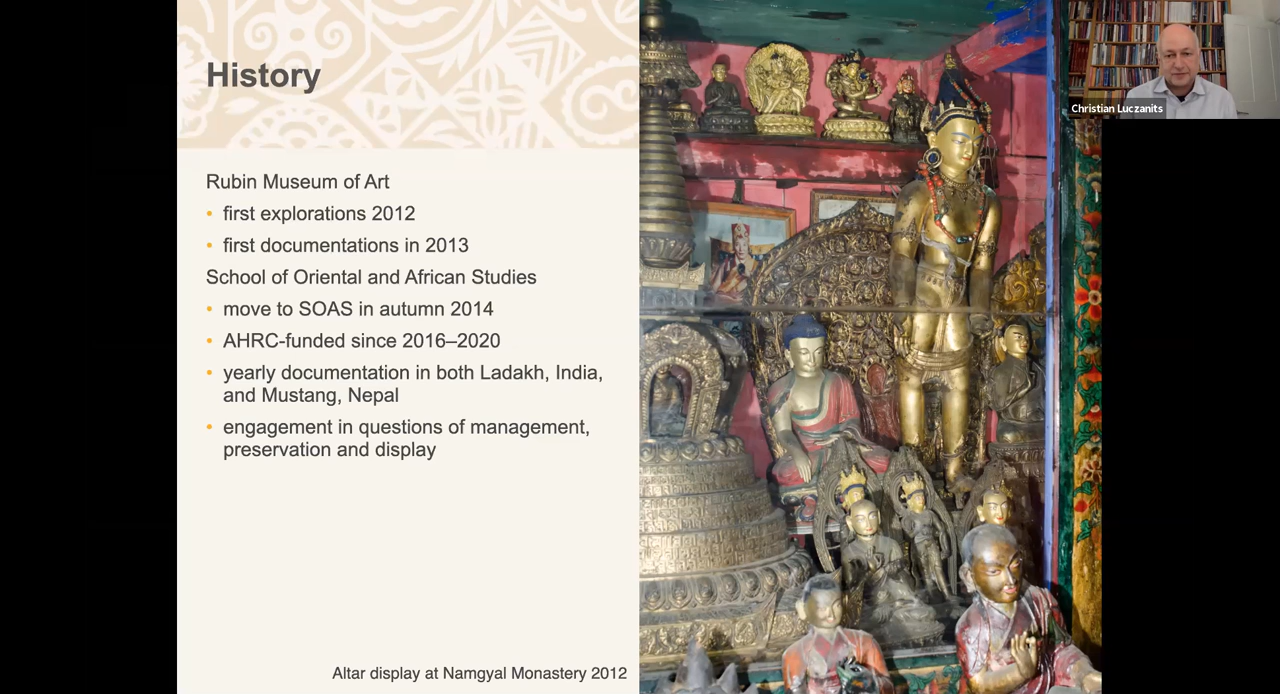 History
Rubin Museum of Art
• first explorations 2012
• first documentations in 2013
School of Oriental and African Studies
• move to SOAS in autumn 2014
• AHRC-funded since 2016–2020
• yearly documentation in both Ladakh, India,
and Mustang, Nepal
• engagement in questions of management,
preservation and display
Altar display at Namgyal Monastery 2012
Christian Luczanits